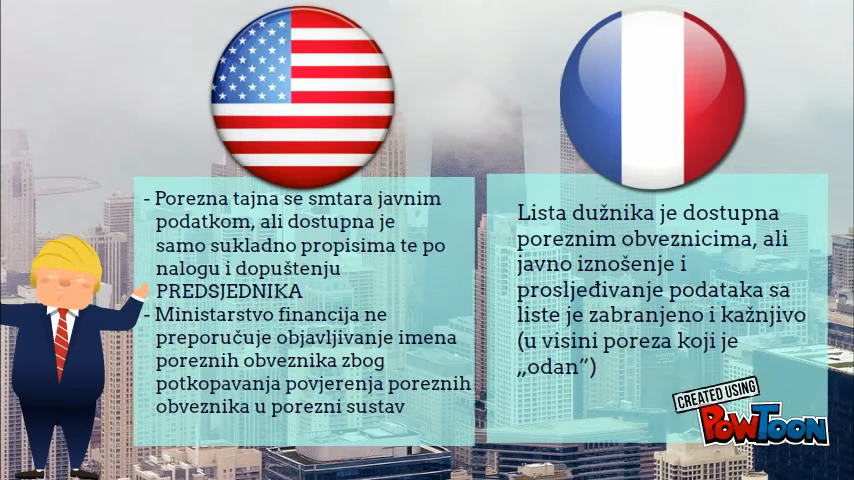 - Porezna tajna se smtara javnim
podatkom, ali dostupna je
samo sukladno propisima te po
nalogu i dopuštenju
PREDSJEDNIKA
- Ministarstvo financija ne
preporučuje objavljivanje imena
poreznih obveznika zbog
potkopavanja povjerenja poreznih
obveznika u porezni sustav
Lista dužnika je dostupna
poreznim obveznicima, ali
javno iznošenje i
prosljeđivanje podataka sa
liste je zabranjeno i kažnjivo
(u visini poreza koji je
„odan”)
CREATED USING
POWTOON